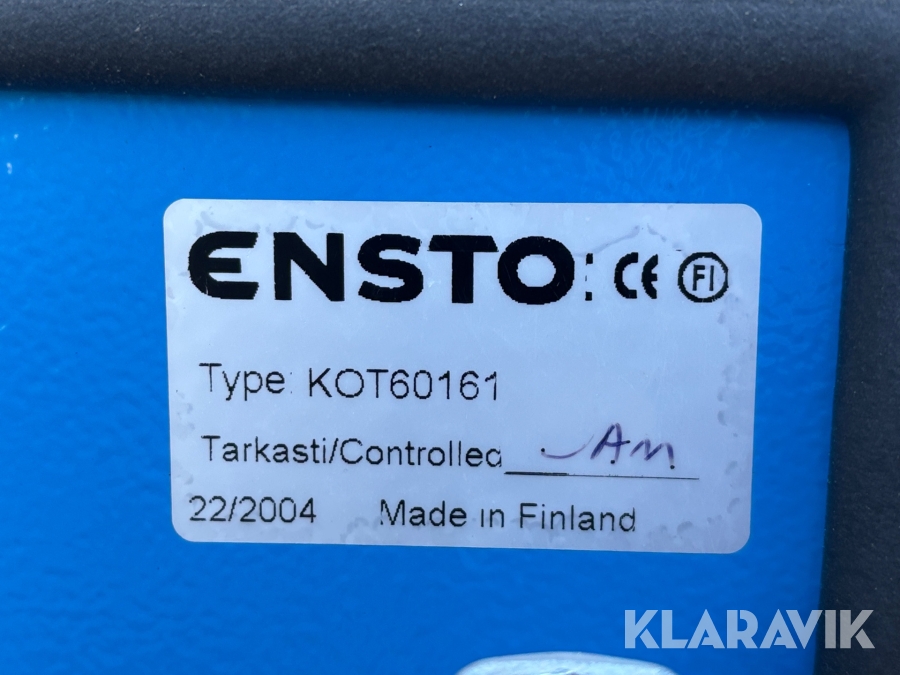 ENSTO CE FI
Type: KOT60161
Tarkasti/Controlled AM
22/2004 Made in Finland
KLARAVIK